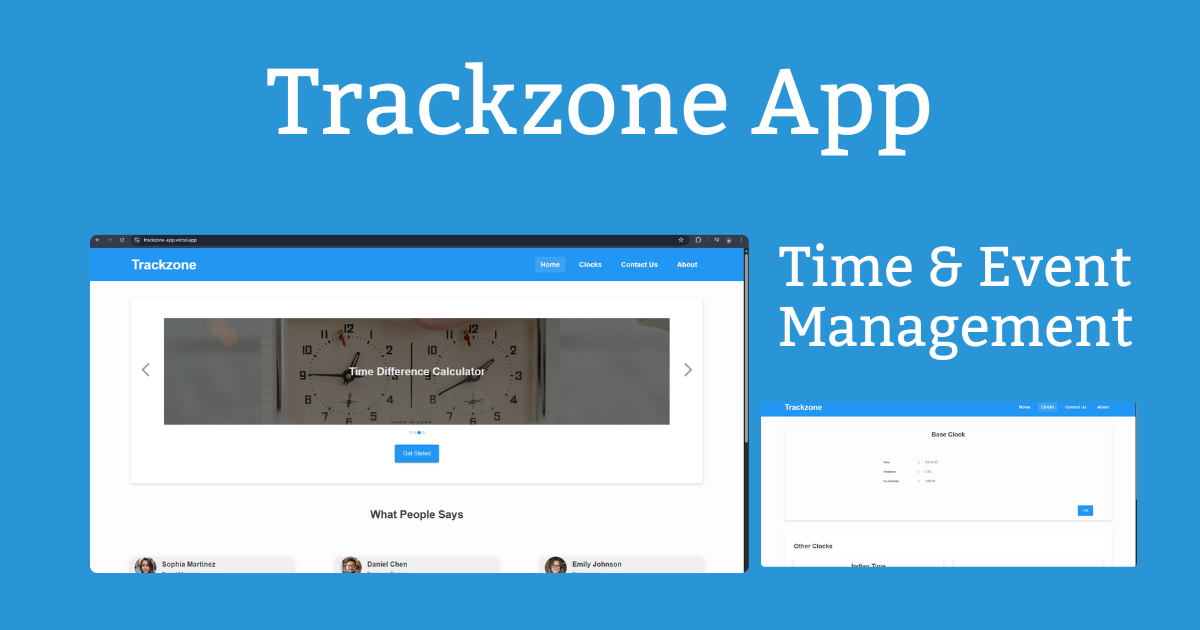 Trackzone App
trackzone-app.vercel.app
Trackzone
Home Clocks Contact Us About
Time Difference Calculator
Get Stated
What People Says
Sophia Martinez
Daniel Chen
Emily Johnson
Time & Event
Management
Trackzone
Home Clocks Contact Us About
Base Clock
Other Clocks
Indian Time